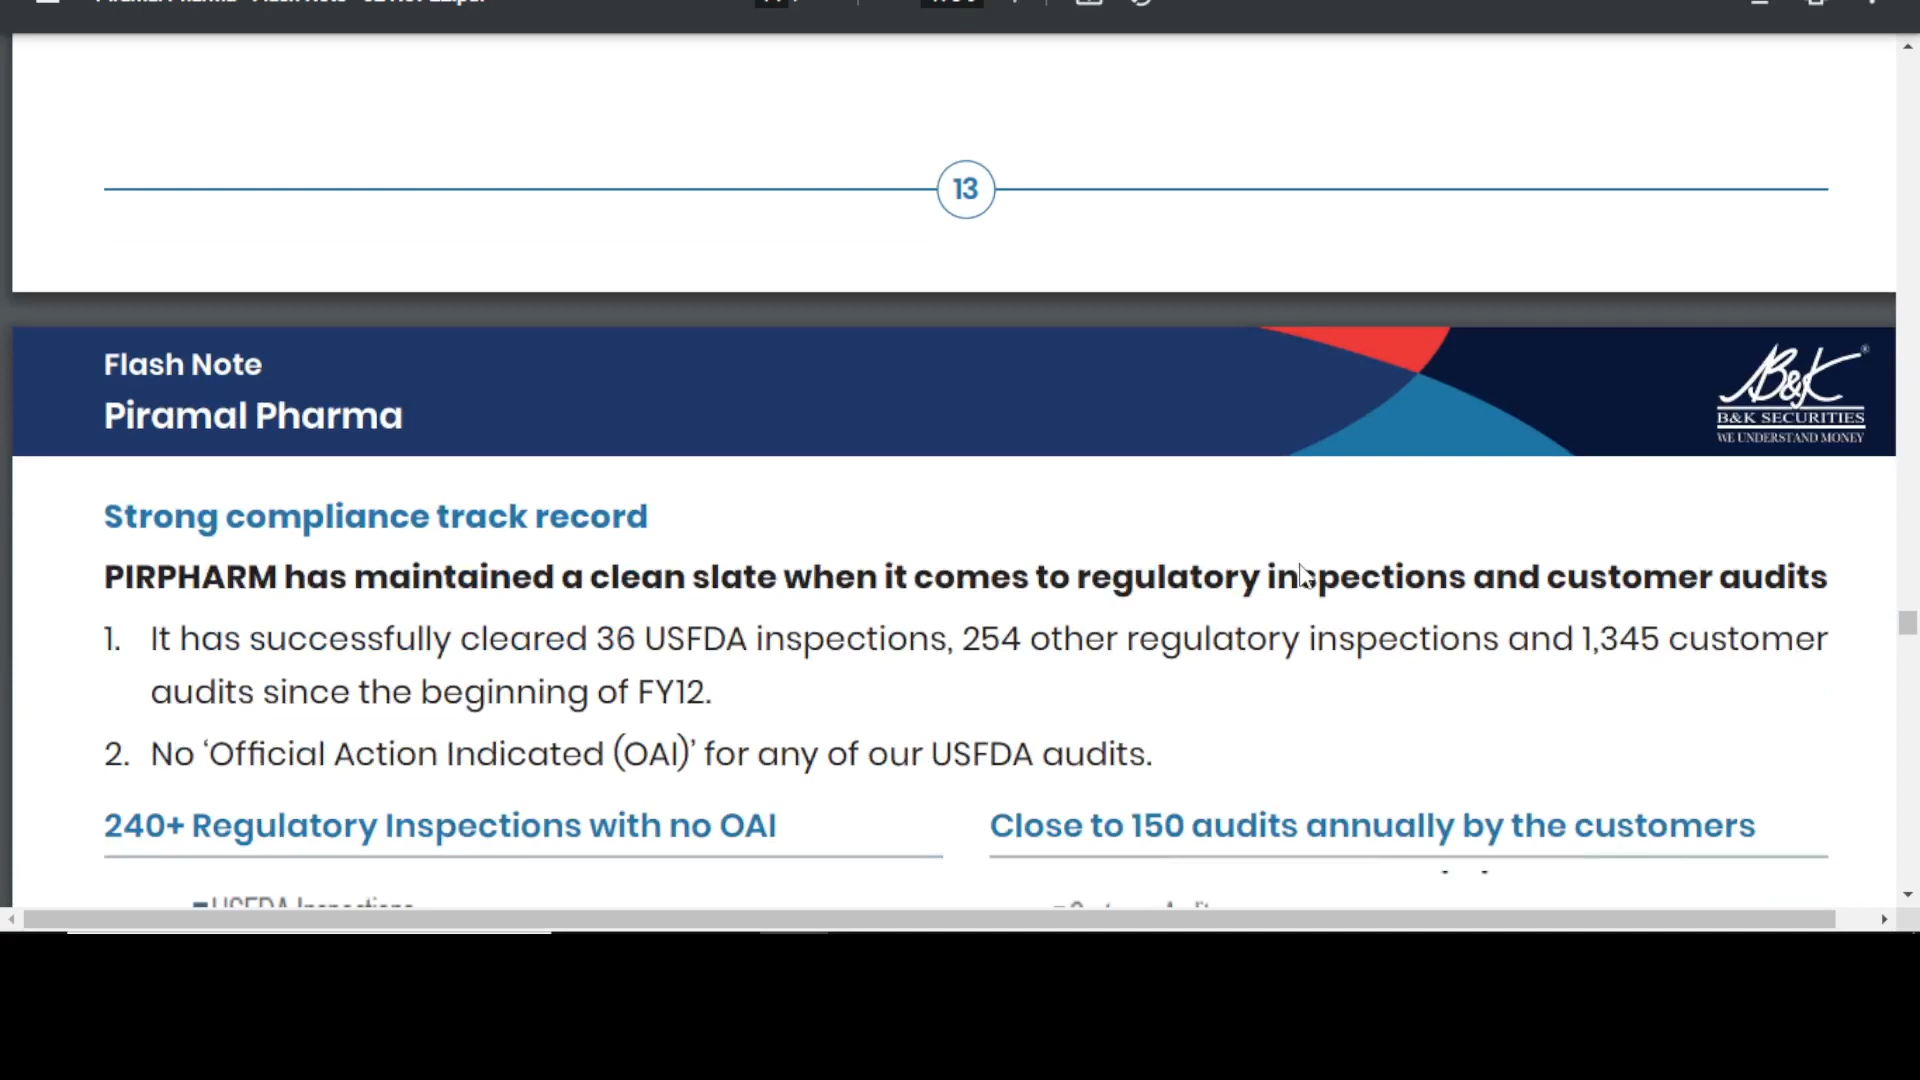 13
Flash Note
Piramal Pharma
B&K
B&K SECURITIES
WE UNDERSTAND MONEY
Strong compliance track record
PIRPHARM has maintained a clean slate when it comes to regulatory inspections and customer audits
1. It has successfully cleared 36 USFDA inspections, 254 other regulatory inspections and 1,345 customer
audits since the beginning of FY12.
2. No ‘Official Action Indicated (OAI)’ for any of our USFDA audits.
240+ Regulatory Inspections with no OAI
Close to 150 audits annually by the customers
USFDA Inspections